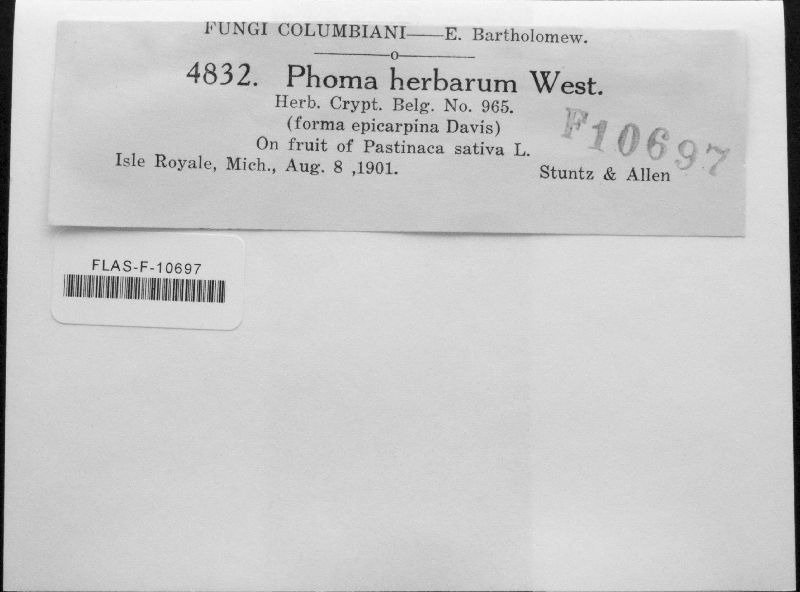 FUNGI COLUMBIANI——E. Bartholomew.
o
4832. Phoma herbarum West.
Herb. Crypt. Belg. No. 965.
(forma epicarpina Davis)
On fruit of Pastinaca sativa L.
F10697
Isle Royale, Mich., Aug. 8 ,1901.
Stuntz & Allen
FLAS-F-10697